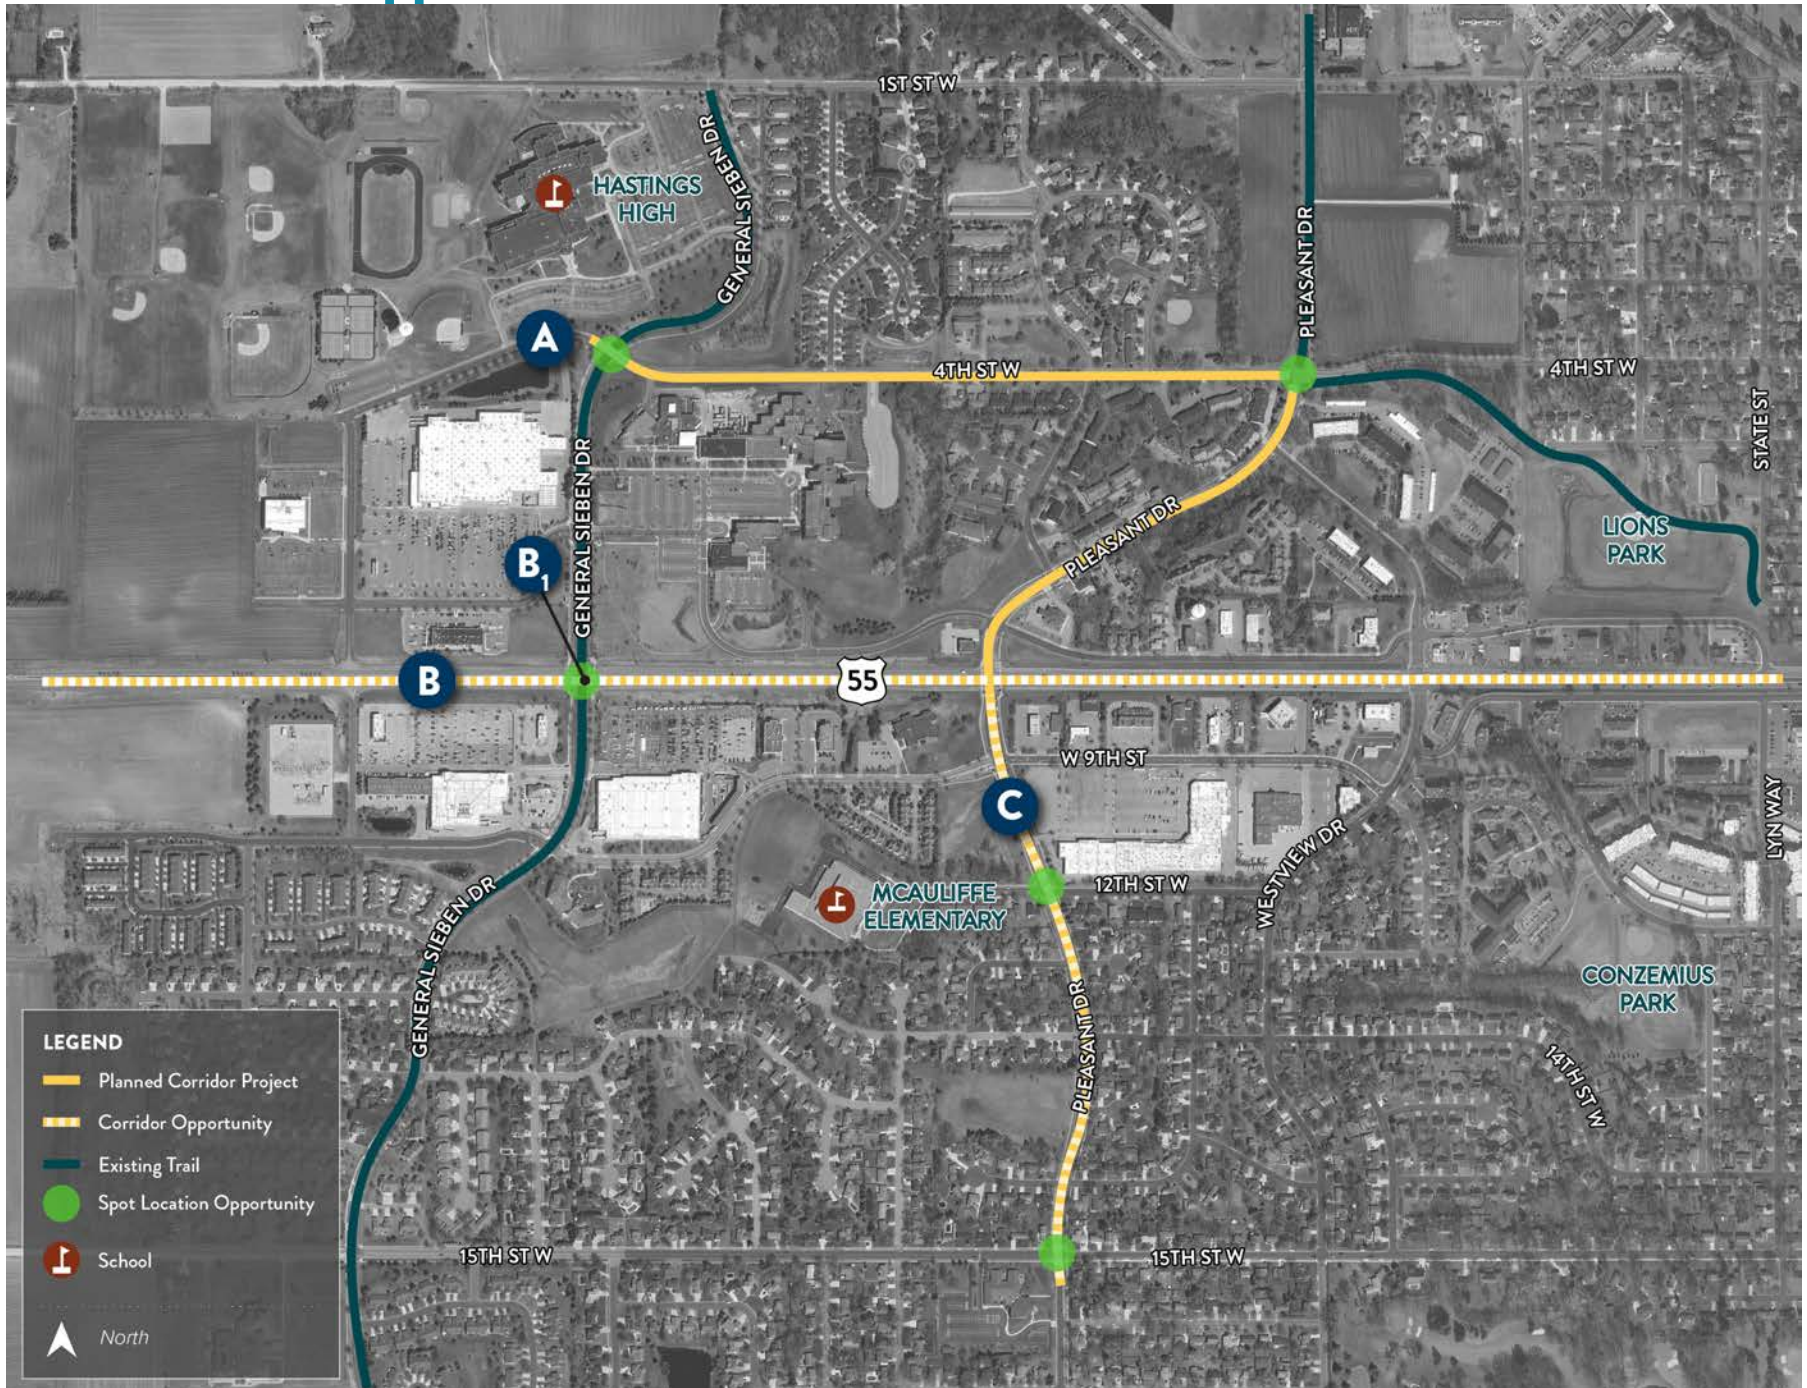 1ST ST W
GENERAL SIEBEN DR
HASTINGS
HIGH
GENERAL SIEBEN DR
PLEASANT DR
A
4TH ST W
4TH ST W
STATE ST
GENERAL SIEBEN DR
PLEASANT DR
LIONS
PARK
B1
B
55
W 9TH ST
C
WESTVIEW DR
LYN WAY
12TH ST W
MCAULIFFE
ELEMENTARY
GENERAL SIEBEN DR
CONZEMIUS
PARK
PLEASANT DR
14TH ST W
LEGEND
Planned Corridor Project
Corridor Opportunity
Existing Trail
Spot Location Opportunity
School
North
15TH ST W
15TH ST W